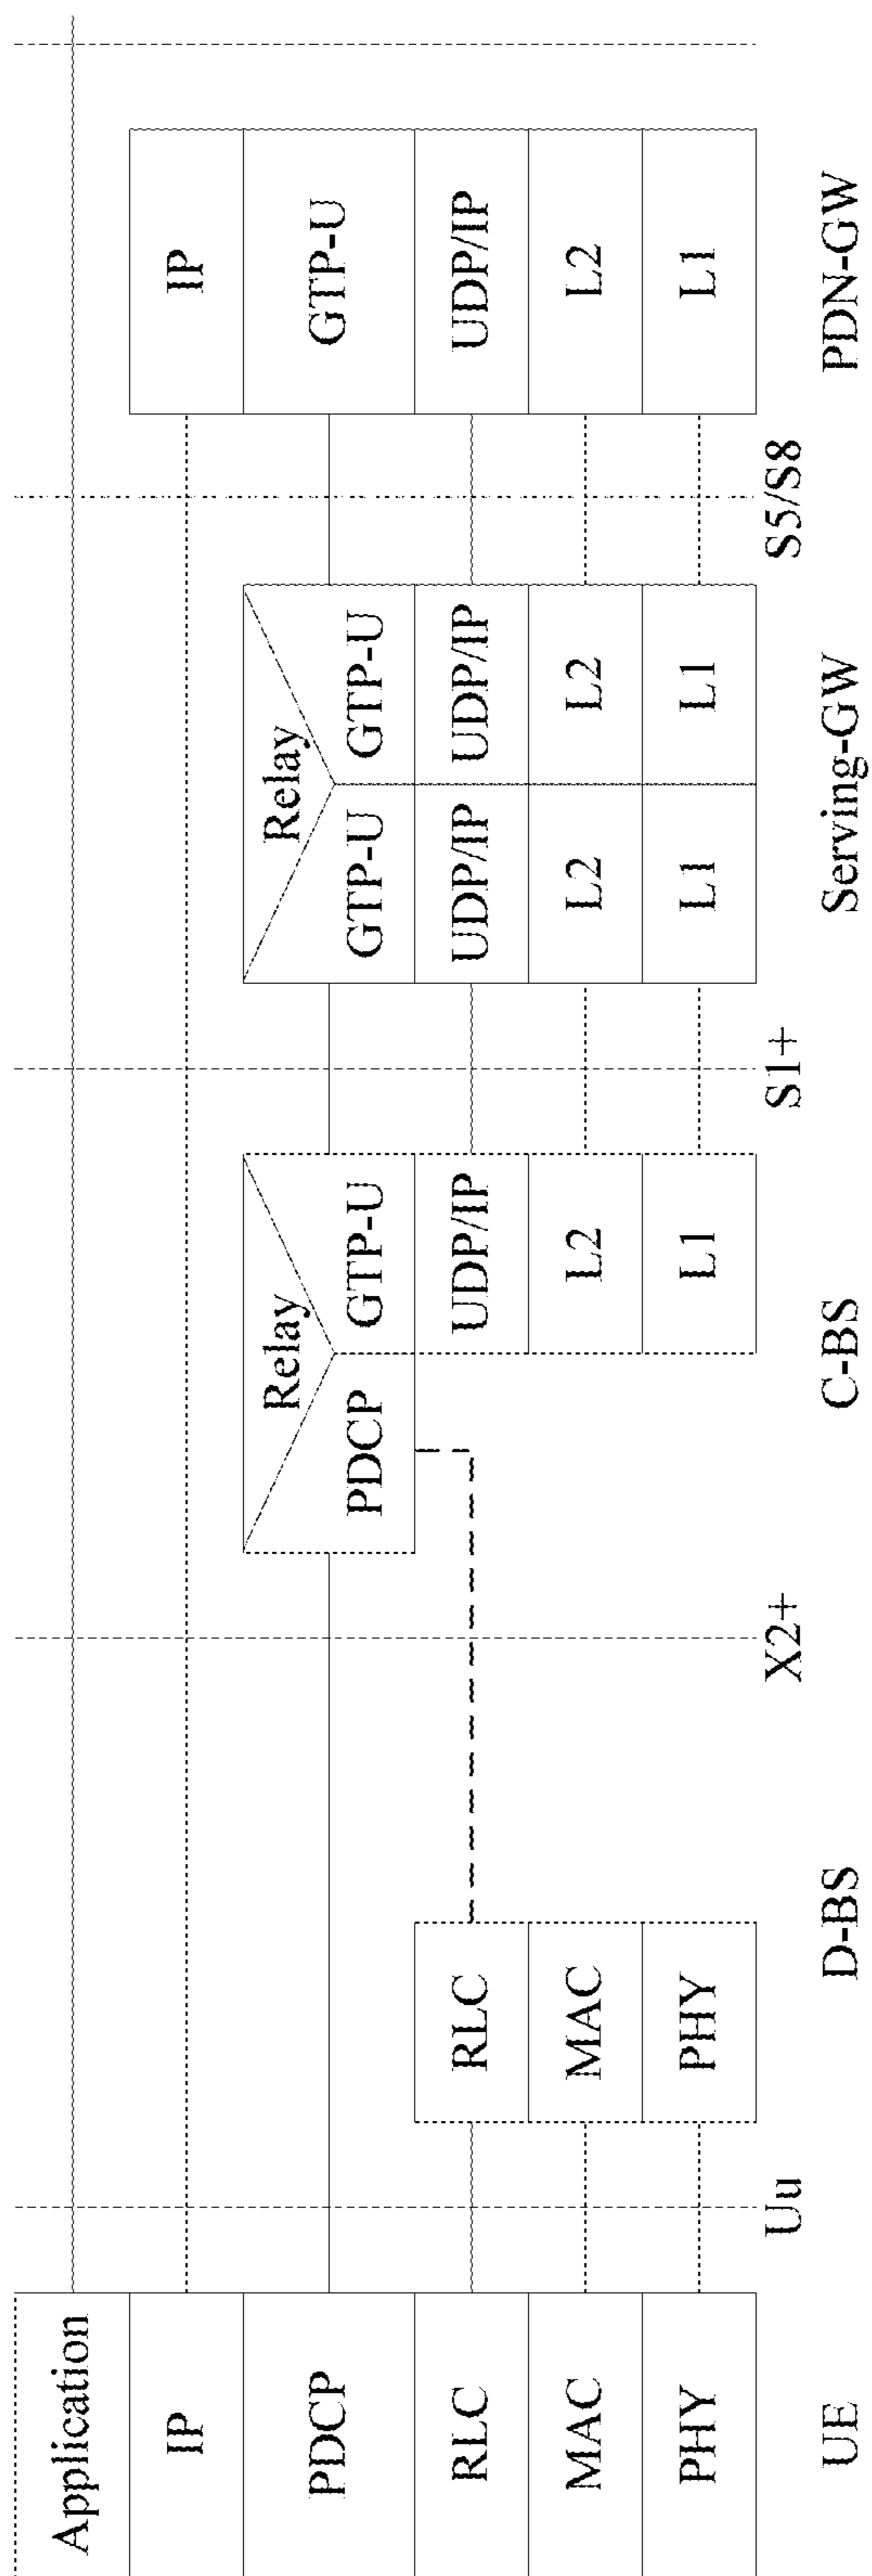 Application
IP
PDCP
RLC
MAC
PHY
UE
Uu
RLC
MAC
PHY
D-BS
X2+
Relay
PDCP
GTP-U
UDP/IP
L2
L1
C-BS
S1+
Relay
GTP-U
GTP-U
UDP/IP
UDP/IP
L2
L2
L1
L1
Serving-GW
S5/S8
IP
GTP-U
UDP/IP
L2
L1
PDN-GW